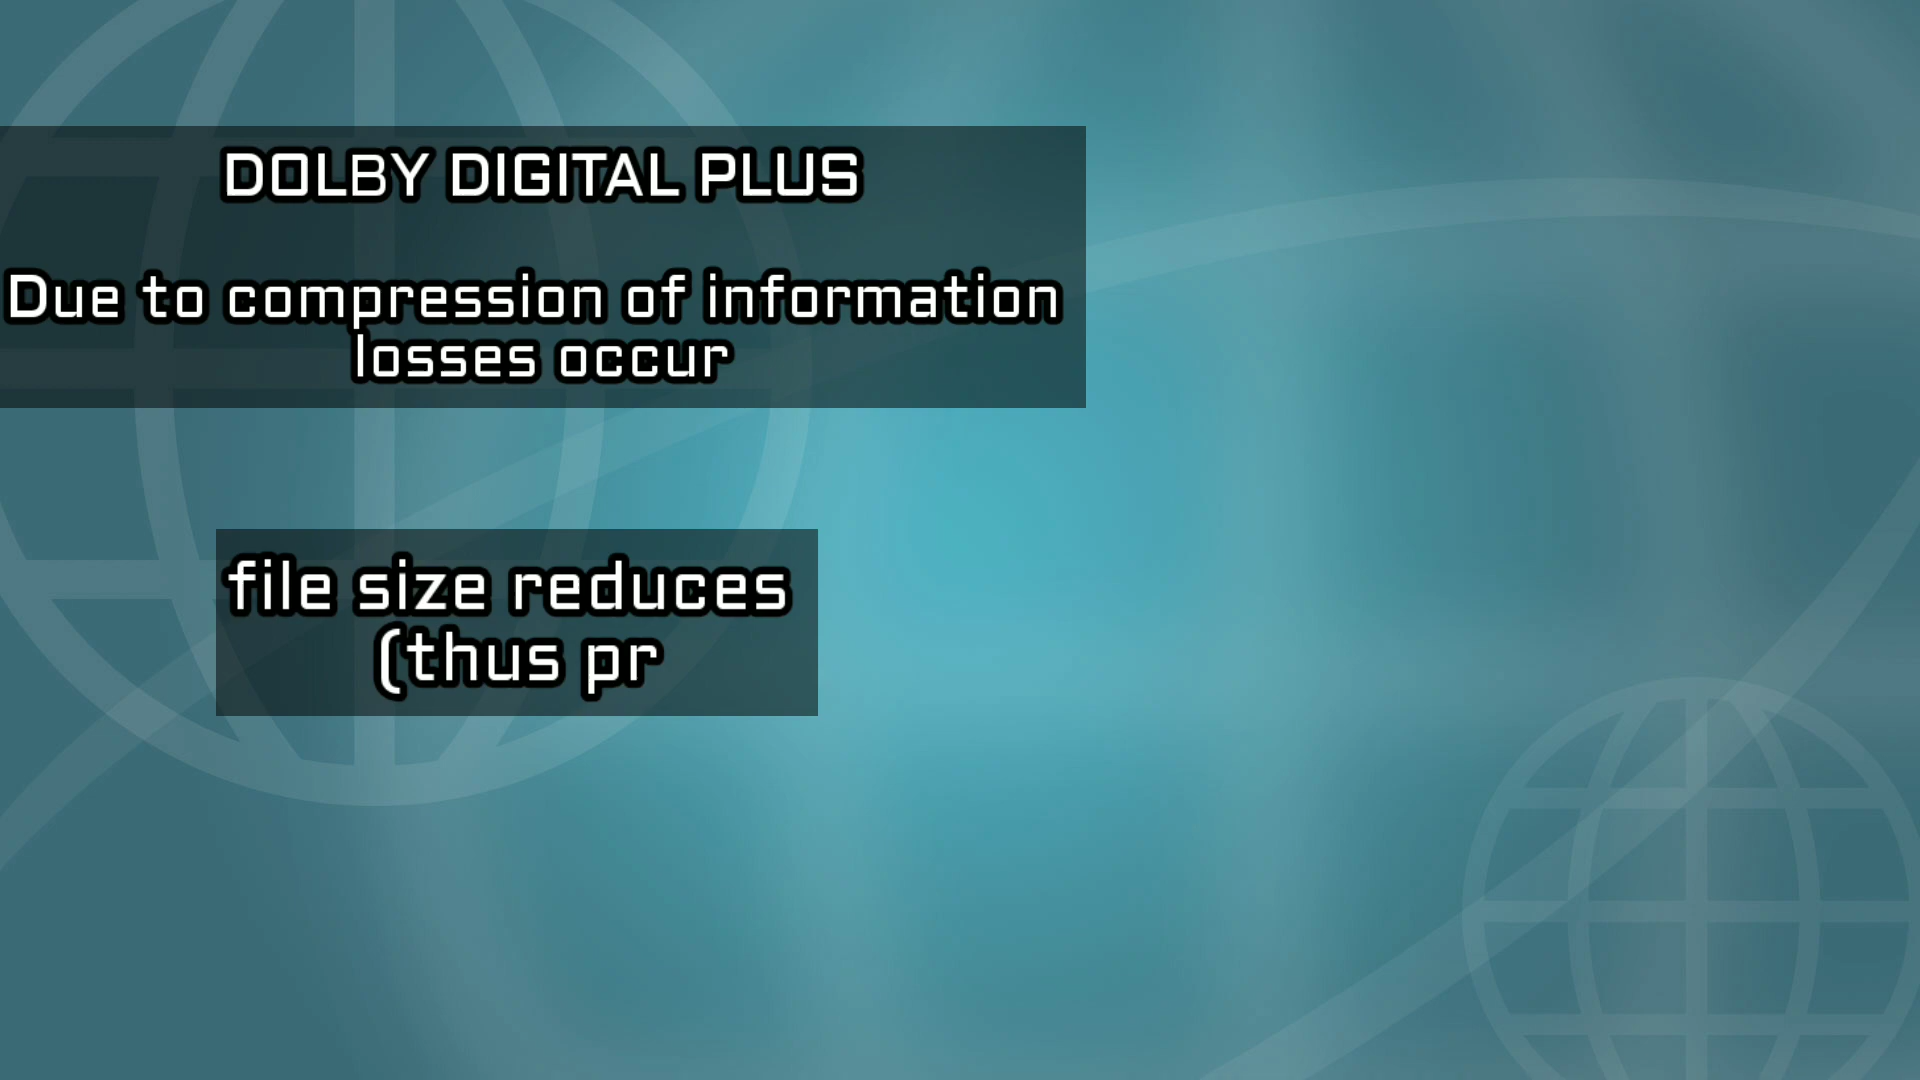 DOLBY DIGITAL PLUS
Due to compression of information
losses occur
file size reduces
(thus pr